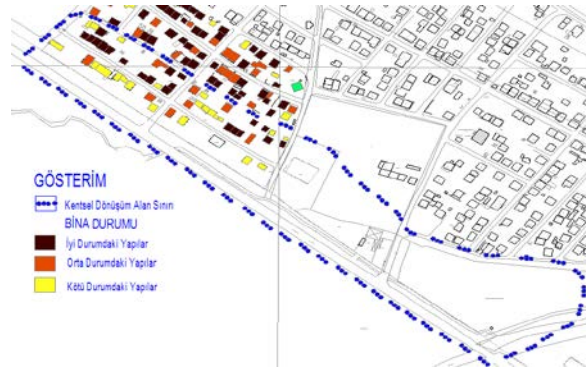 GÖSTERİM
Kentsel Dönüşüm Alan Sınırı
BİNA DURUMU
İyi Durumdaki Yapılar
Orta Durumdaki Yapılar
Kötü Durumdaki Yapılar